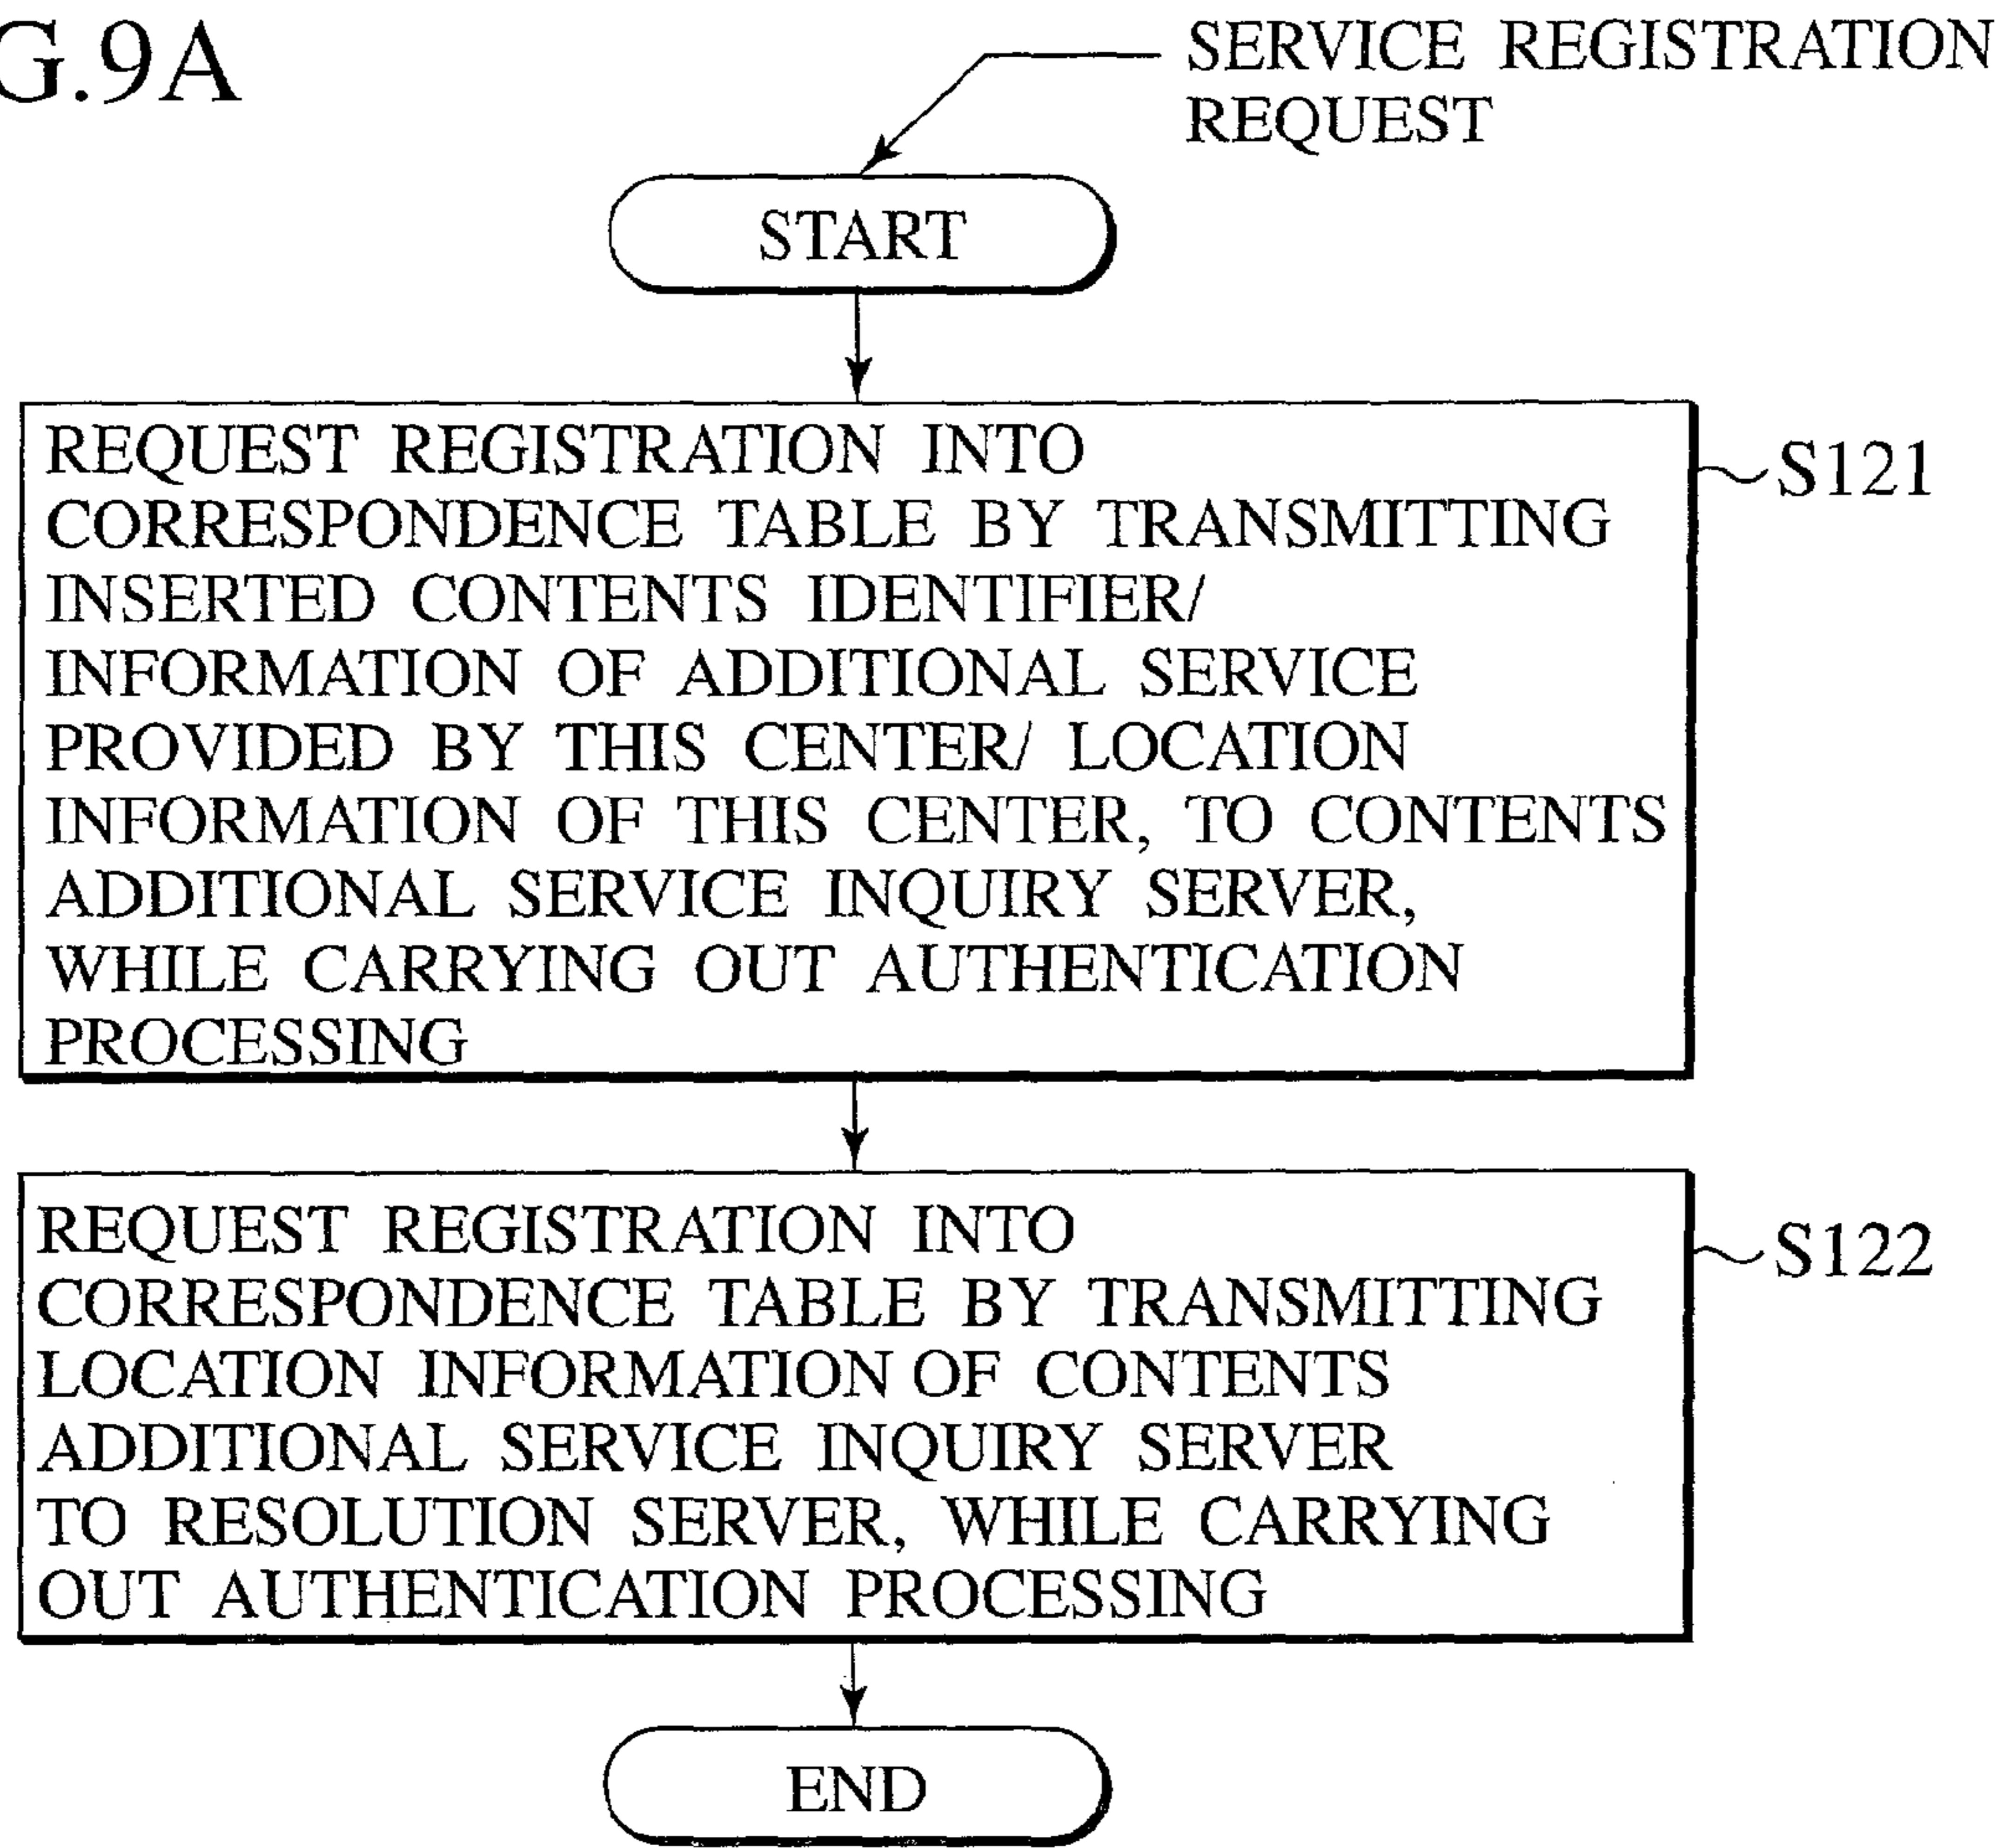 G.9A
SERVICE REGISTRATION
REQUEST
START
REQUEST REGISTRATION INTO
CORRESPONDENCE TABLE BY TRANSMITTING
INSERTED CONTENTS IDENTIFIER/
INFORMATION OF ADDITIONAL SERVICE
PROVIDED BY THIS CENTER/ LOCATION
INFORMATION OF THIS CENTER, TO CONTENTS
ADDITIONAL SERVICE INQUIRY SERVER,
WHILE CARRYING OUT AUTHENTICATION
PROCESSING
S121
REQUEST REGISTRATION INTO
CORRESPONDENCE TABLE BY TRANSMITTING
LOCATION INFORMATION OF CONTENTS
ADDITIONAL SERVICE INQUIRY SERVER
TO RESOLUTION SERVER, WHILE CARRYING
OUT AUTHENTICATION PROCESSING
S122
END